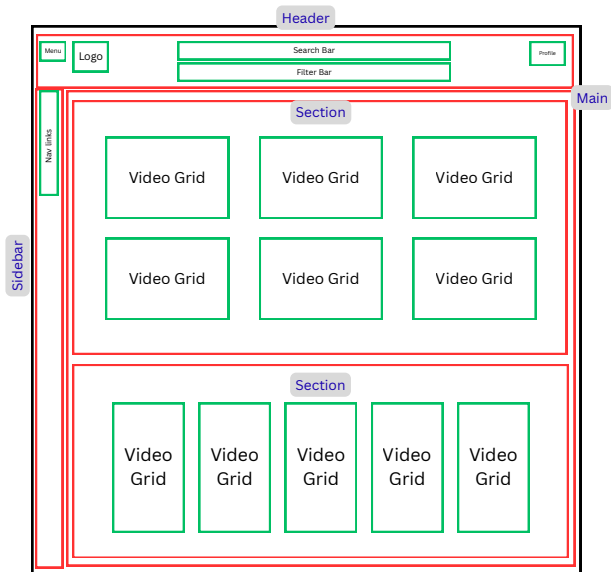 Header
Menu
Logo
Search Bar
Filter Bar
Profile
Main
Nav links
Sidebar
Section
Video Grid
Video Grid
Video Grid
Video Grid
Video Grid
Video Grid
Section
Video
Grid
Video
Grid
Video
Grid
Video
Grid
Video
Grid